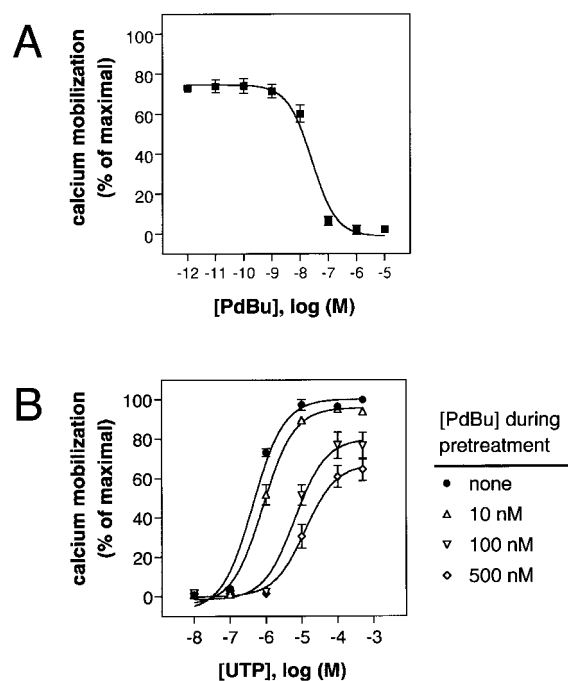 A
calcium mobilization
(% of maximal)
100
80
60
40
20
0
-12 -11 -10 -9 -8 -7 -6 -5
[PdBu], log (M)
B
calcium mobilization
(% of maximal)
100
80
60
40
20
0
-8 -7 -6 -5 -4 -3
[UTP], log (M)
[PdBu] during
pretreatment
none
10 nM
100 nM
500 nM